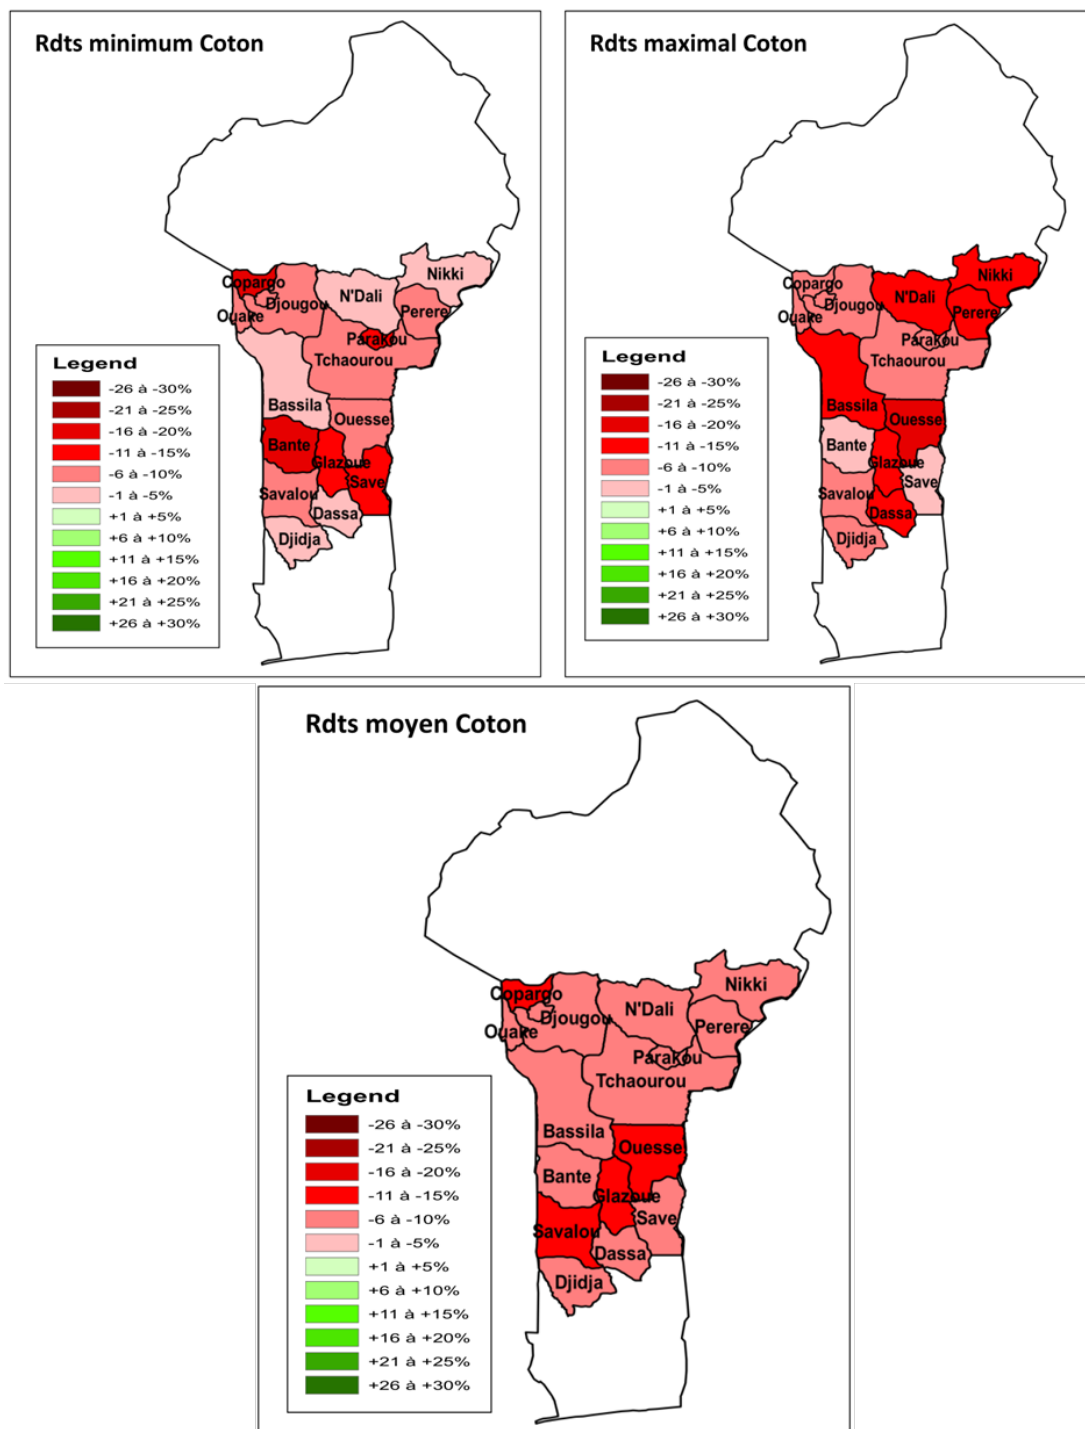 Rdts minimum Coton
Copargo
Djougou
Ouake
N'Dali
Nikki
Perere
Parakou
Tchaourou
Bassila
Ouesse
Bante
Glazoue
Save
Savalou
Dassa
Djidja
Legend
-26 à -30%
-21 à -25%
-16 à -20%
-11 à -15%
-6 à -10%
-1 à -5%
+1 à +5%
+6 à +10%
+11 à +15%
+16 à +20%
+21 à +25%
+26 à +30%
Rdts maximal Coton
Copargo
Djougou
Ouake
N'Dali
Nikki
Perere
Parakou
Tchaourou
Bassila
Ouesse
Bante
Glazoue
Save
Savalou
Dassa
Djidja
Legend
-26 à -30%
-21 à -25%
-16 à -20%
-11 à -15%
-6 à -10%
-1 à -5%
+1 à +5%
+6 à +10%
+11 à +15%
+16 à +20%
+21 à +25%
+26 à +30%
Rdts moyen Coton
Copargo
Djougou
Ouake
N'Dali
Nikki
Perere
Parakou
Tchaourou
Bassila
Ouesse
Bante
Glazoue
Save
Savalou
Dassa
Djidja
Legend
-26 à -30%
-21 à -25%
-16 à -20%
-11 à -15%
-6 à -10%
-1 à -5%
+1 à +5%
+6 à +10%
+11 à +15%
+16 à +20%
+21 à +25%
+26 à +30%